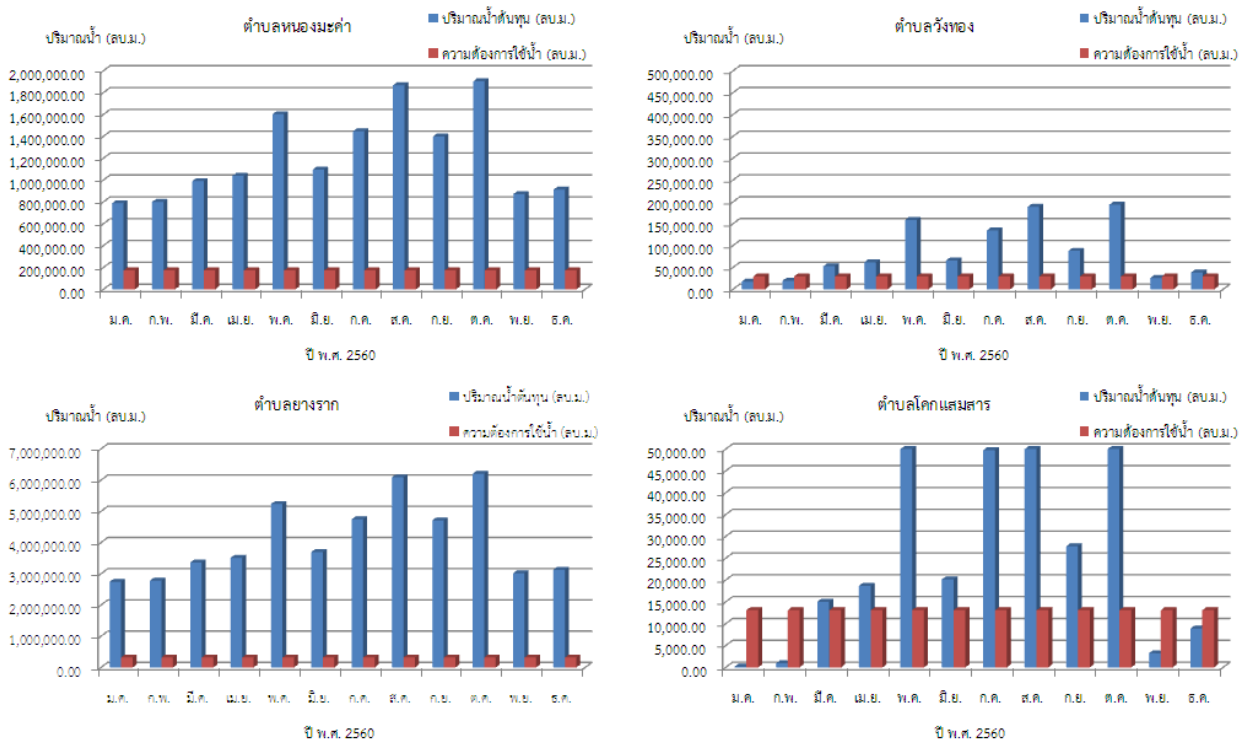 ตำบลหนองมะค่า
ปริมาณน้ำ (ลบ.ม.)
ปริมาณน้ำต้นทุน (ลบ.ม.)
ความต้องการใช้น้ำ (ลบ.ม.)
2,000,000.00
1,800,000.00
1,600,000.00
1,400,000.00
1,200,000.00
1,000,000.00
800,000.00
600,000.00
400,000.00
200,000.00
0.00
ม.ค. ก.พ. มี.ค. เม.ย. พ.ค. มิ.ย. ก.ค. ส.ค. ก.ย. ต.ค. พ.ย. ธ.ค.
ปี พ.ศ. 2560
ตำบลวังทอง
ปริมาณน้ำ (ลบ.ม.)
ปริมาณน้ำต้นทุน (ลบ.ม.)
ความต้องการใช้น้ำ (ลบ.ม.)
500,000.00
450,000.00
400,000.00
350,000.00
300,000.00
250,000.00
200,000.00
150,000.00
100,000.00
50,000.00
0.00
ม.ค. ก.พ. มี.ค. เม.ย. พ.ค. มิ.ย. ก.ค. ส.ค. ก.ย. ต.ค. พ.ย. ธ.ค.
ปี พ.ศ. 2560
ตำบลยางราก
ปริมาณน้ำ (ลบ.ม.)
ปริมาณน้ำต้นทุน (ลบ.ม.)
ความต้องการใช้น้ำ (ลบ.ม.)
7,000,000.00
6,000,000.00
5,000,000.00
4,000,000.00
3,000,000.00
2,000,000.00
1,000,000.00
0.00
ม.ค. ก.พ. มี.ค. เม.ย. พ.ค. มิ.ย. ก.ค. ส.ค. ก.ย. ต.ค. พ.ย. ธ.ค.
ปี พ.ศ. 2560
ตำบลโคกแสมสาร
ปริมาณน้ำ (ลบ.ม.)
ปริมาณน้ำต้นทุน (ลบ.ม.)
ความต้องการใช้น้ำ (ลบ.ม.)
50,000.00
45,000.00
40,000.00
35,000.00
30,000.00
25,000.00
20,000.00
15,000.00
10,000.00
5,000.00
0.00
ม.ค. ก.พ. มี.ค. เม.ย. พ.ค. มิ.ย. ก.ค. ส.ค. ก.ย. ต.ค. พ.ย. ธ.ค.
ปี พ.ศ. 2560